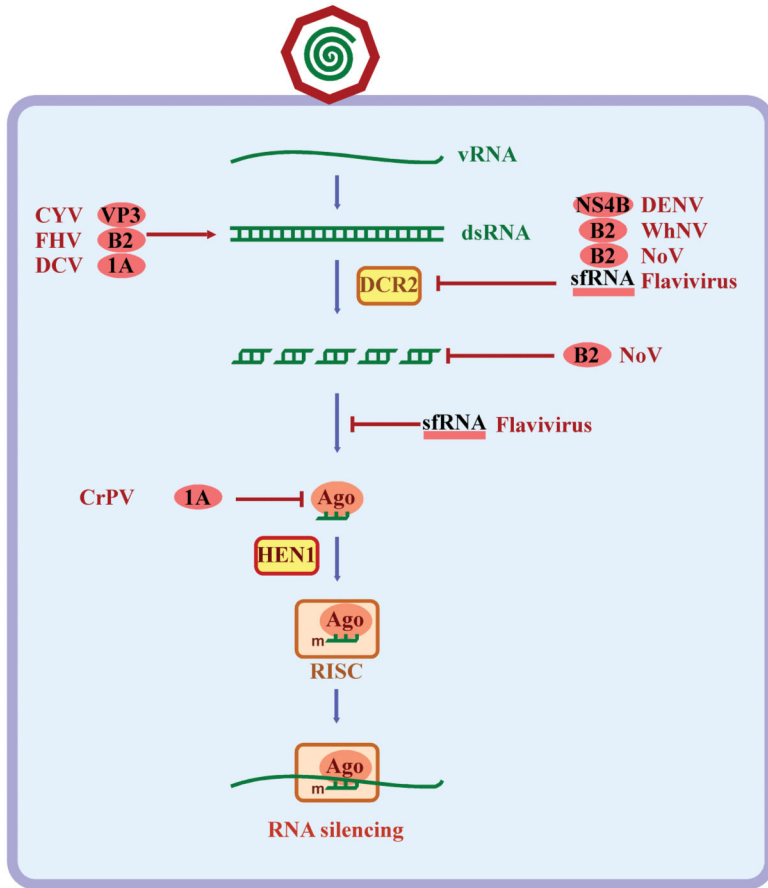 vRNA
CYV VP3
FHV B2
DCV 1A
dsRNA
NS4B DENV
B2 WhNV
B2 NoV
sfRNA Flavivirus
DCR2
B2 NoV
sfRNA Flavivirus
CrPV 1A
Ago
HEN1
Ago
m
RISC
Ago
m
RNA silencing